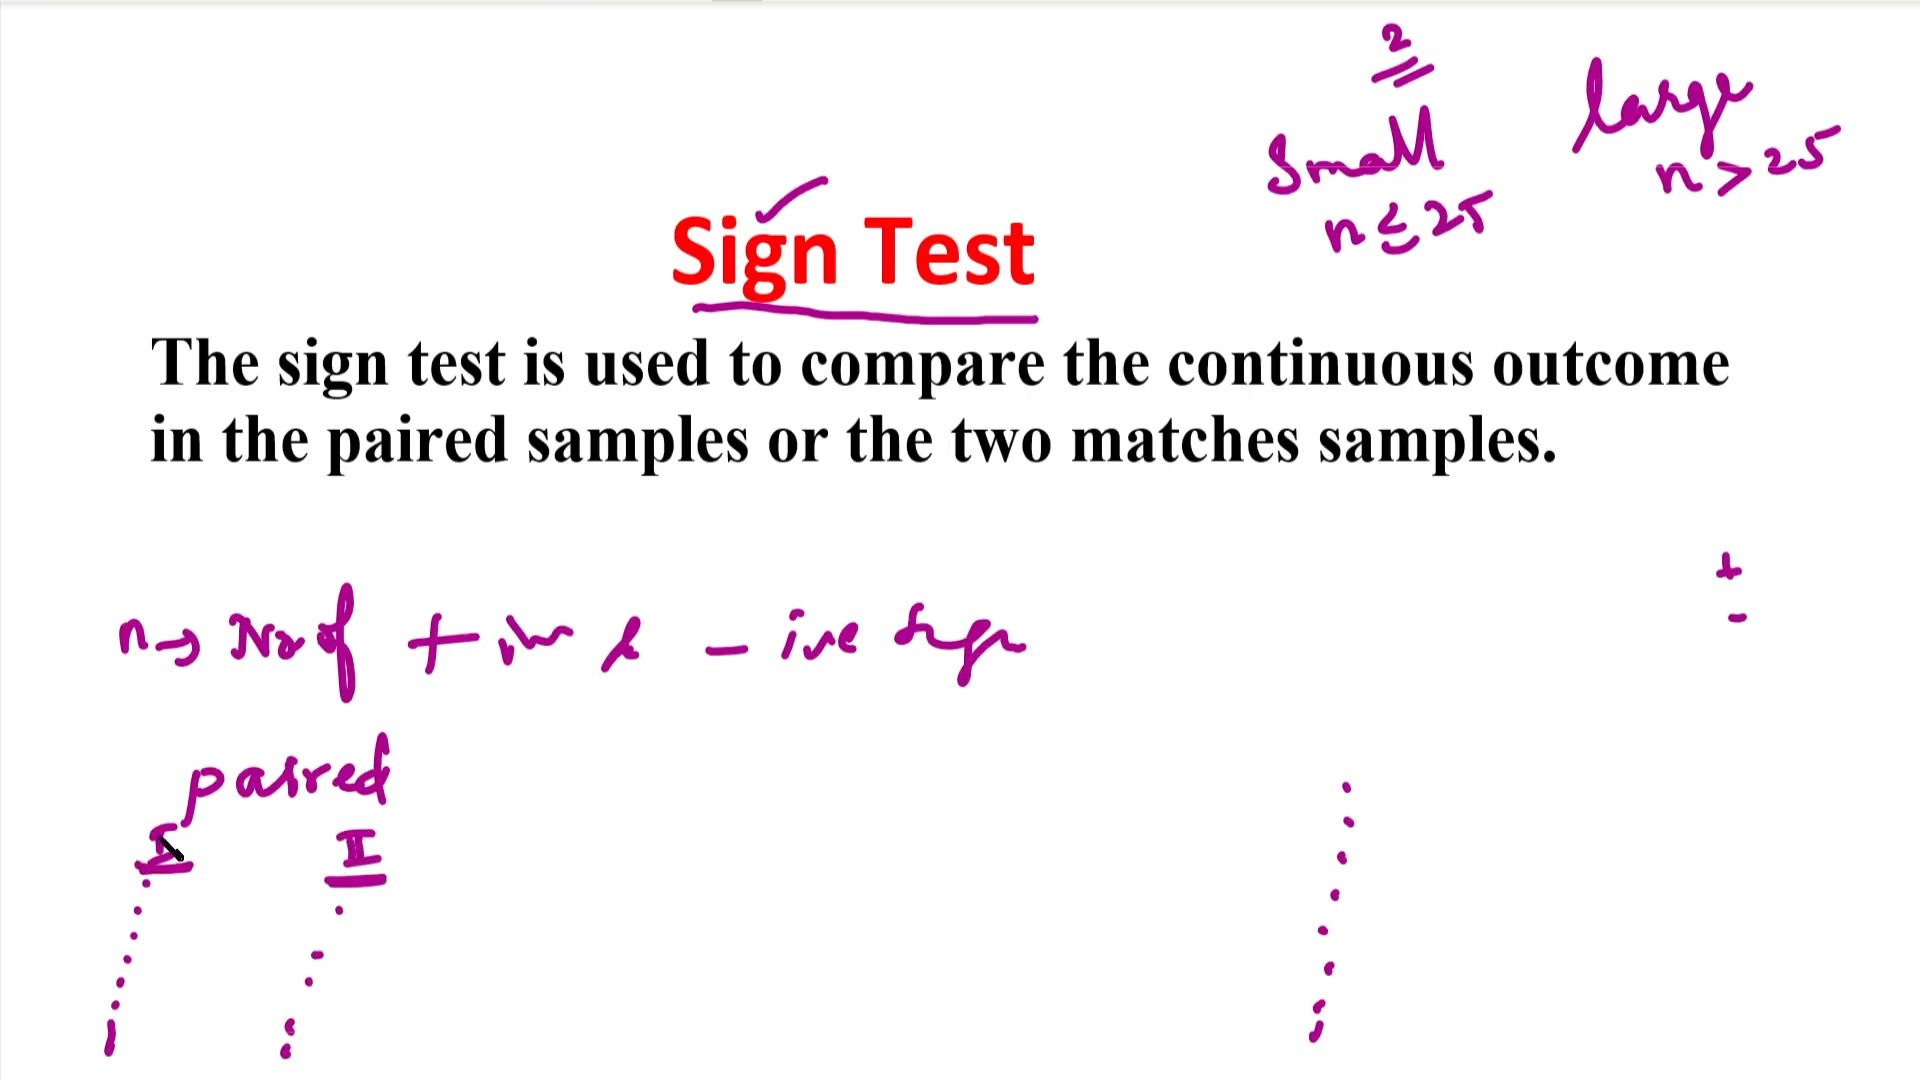 2
Small
n ≤ 25
large
n > 25
Sign Test
The sign test is used to compare the continuous outcome
in the paired samples or the two matches samples.
+
-
n → No of + ive & - ive sign
paired
I II